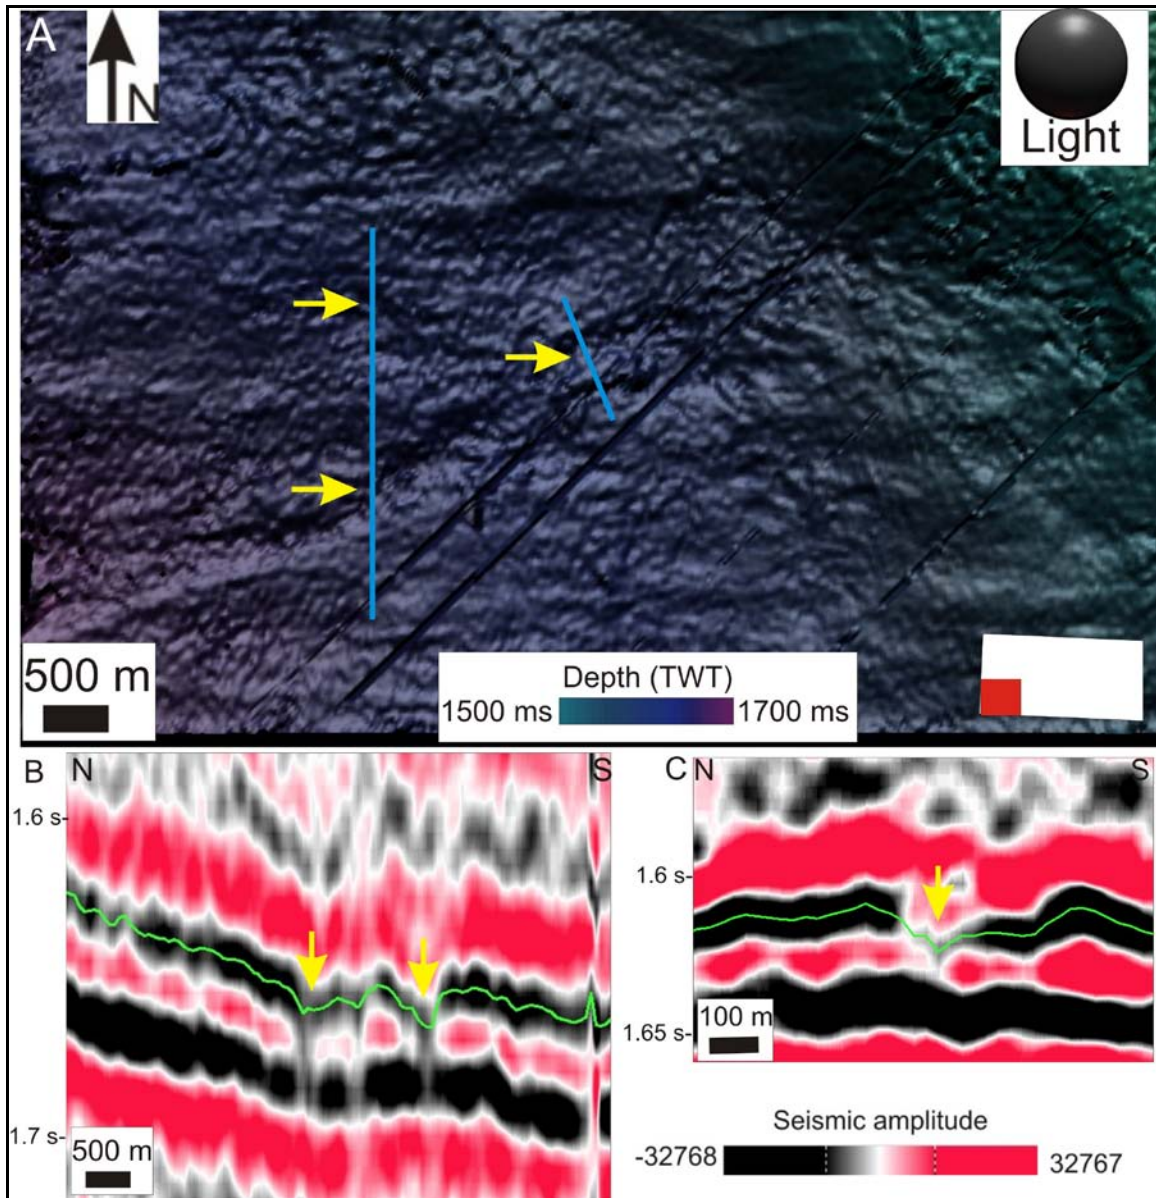 A
N
Light
500 m
Depth (TWT)
1500 ms 1700 ms
B N S
1.6 s-
1.7 s-
500 m
C N S
1.6 s-
1.65 s-
100 m
Seismic amplitude
-32768 32767